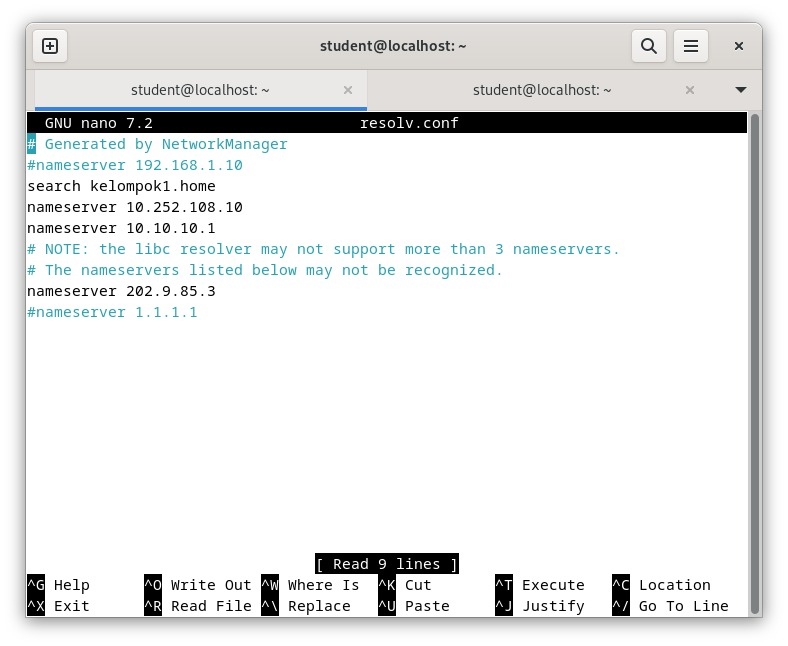 student@localhost: ~
student@localhost: ~
student@localhost: ~
GNU nano 7.2 resolv.conf
# Generated by NetworkManager
#nameserver 192.168.1.10
search kelompok1.home
nameserver 10.252.108.10
nameserver 10.10.10.1
# NOTE: the libc resolver may not support more than 3 nameservers.
# The nameservers listed below may not be recognized.
nameserver 202.9.85.3
#nameserver 1.1.1.1
[ Read 9 lines ]
^G Help ^O Write Out ^W Where Is ^K Cut ^T Execute ^C Location
^X Exit ^R Read File ^\ Replace ^U Paste ^J Justify ^/ Go To Line